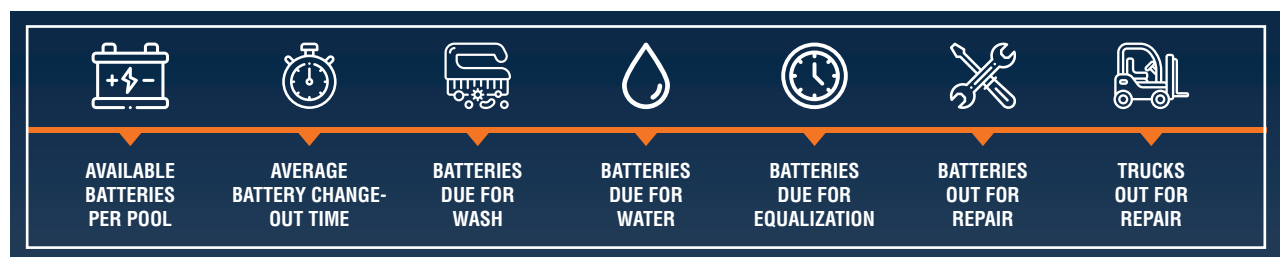 AVAILABLE
BATTERIES
PER POOL
AVERAGE
BATTERY CHANGE-
OUT TIME
BATTERIES
DUE FOR
WASH
BATTERIES
DUE FOR
WATER
BATTERIES
DUE FOR
EQUALIZATION
BATTERIES
OUT FOR
REPAIR
TRUCKS
OUT FOR
REPAIR